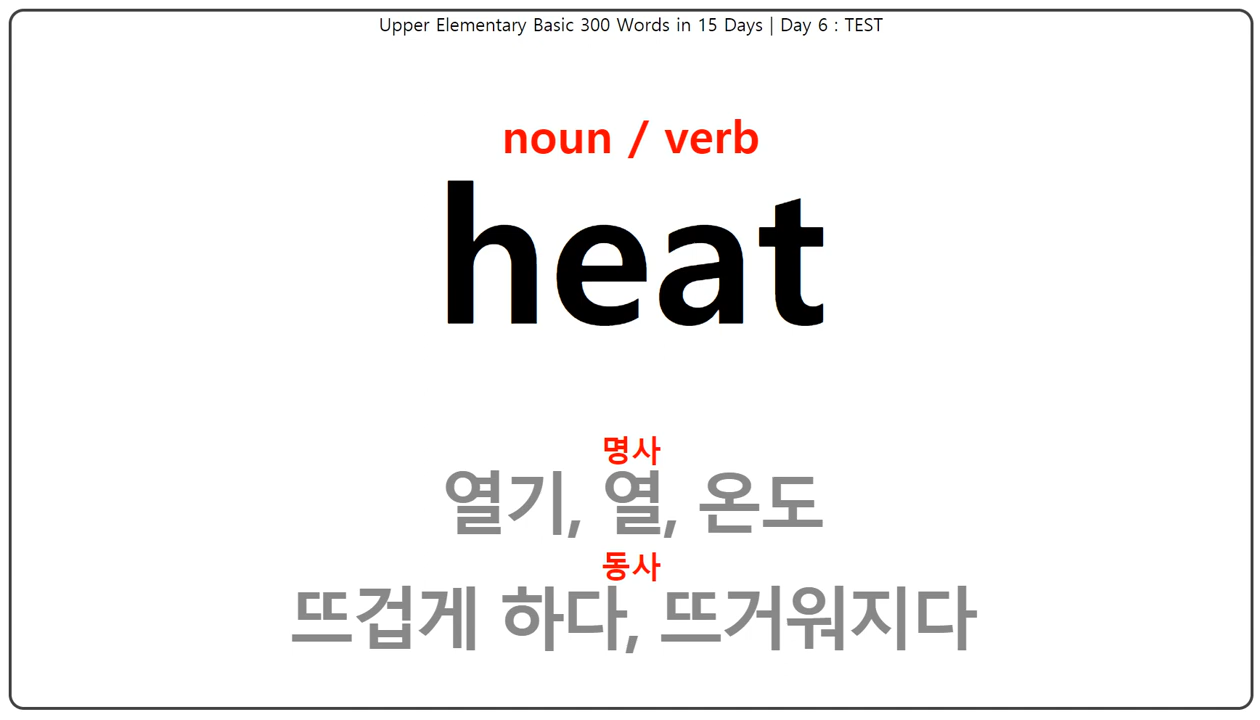 Upper Elementary Basic 300 Words in 15 Days | Day 6 : TEST
noun / verb
heat
명사
열기, 열, 온도
동사
뜨겁게 하다, 뜨거워지다